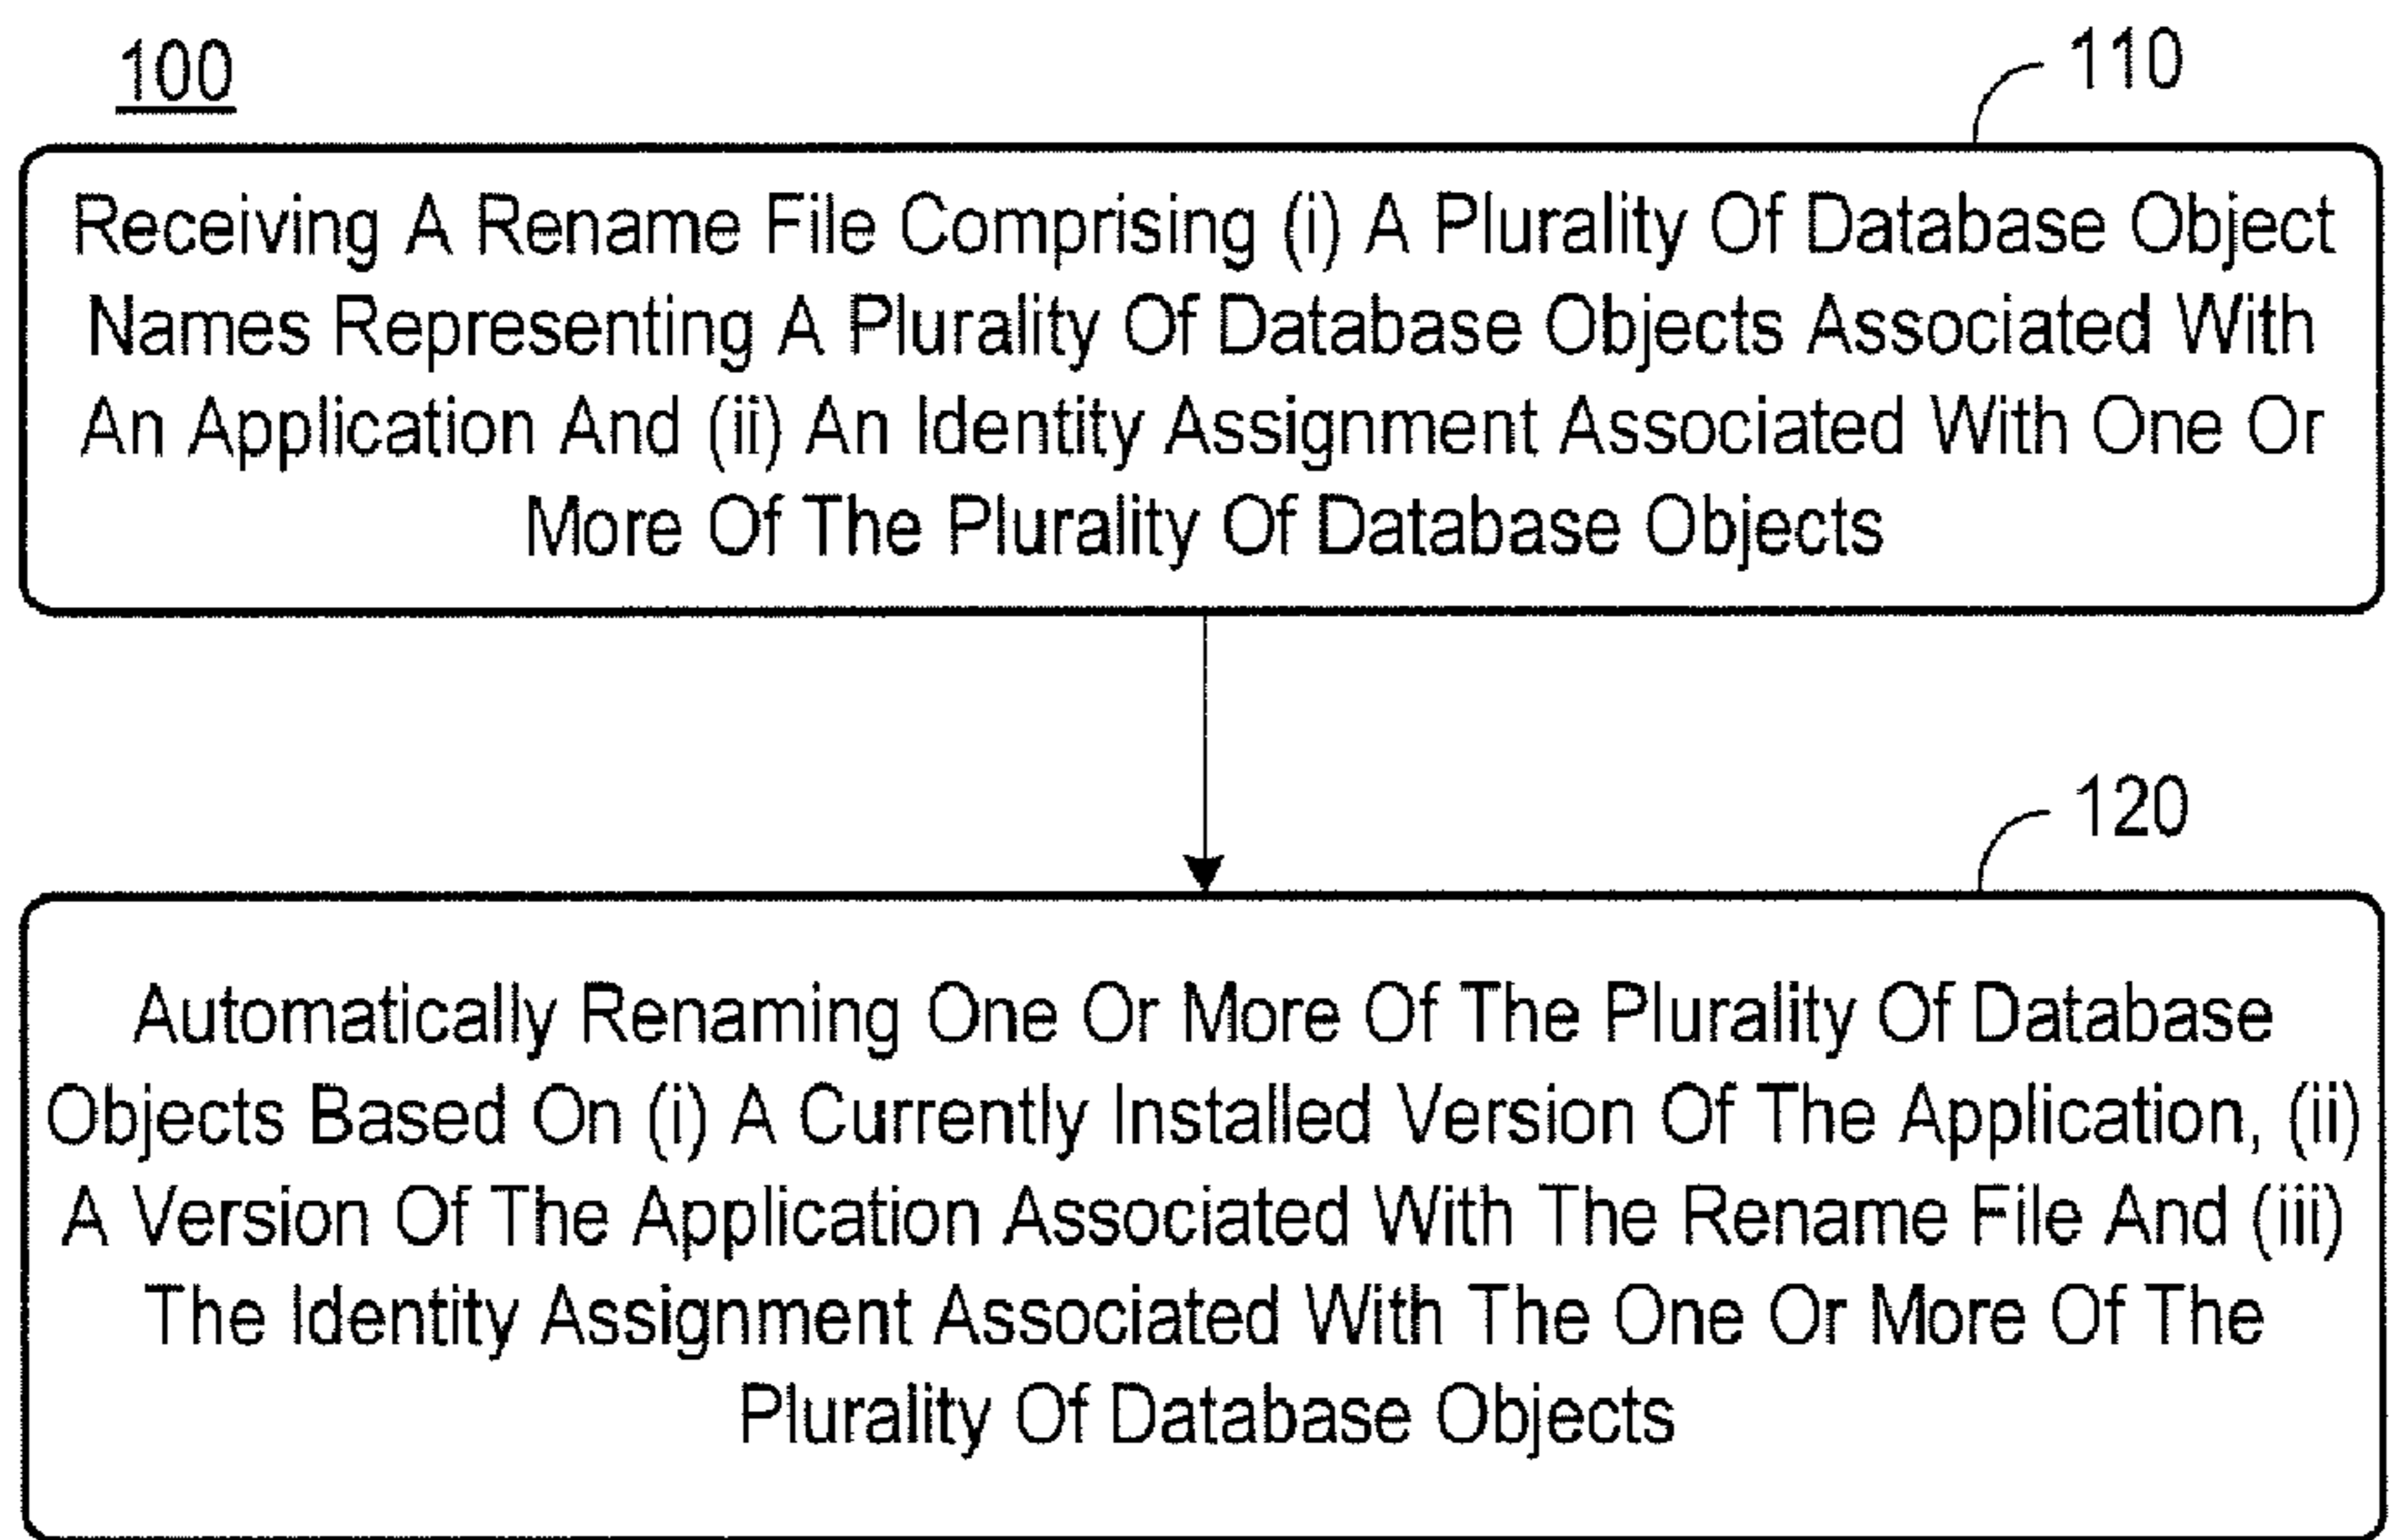 100
110
Receiving A Rename File Comprising (i) A Plurality Of Database Object
Names Representing A Plurality Of Database Objects Associated With
An Application And (ii) An Identity Assignment Associated With One Or
More Of The Plurality Of Database Objects
120
Automatically Renaming One Or More Of The Plurality Of Database
Objects Based On (i) A Currently Installed Version Of The Application, (ii)
A Version Of The Application Associated With The Rename File And (iii)
The Identity Assignment Associated With The One Or More Of The
Plurality Of Database Objects